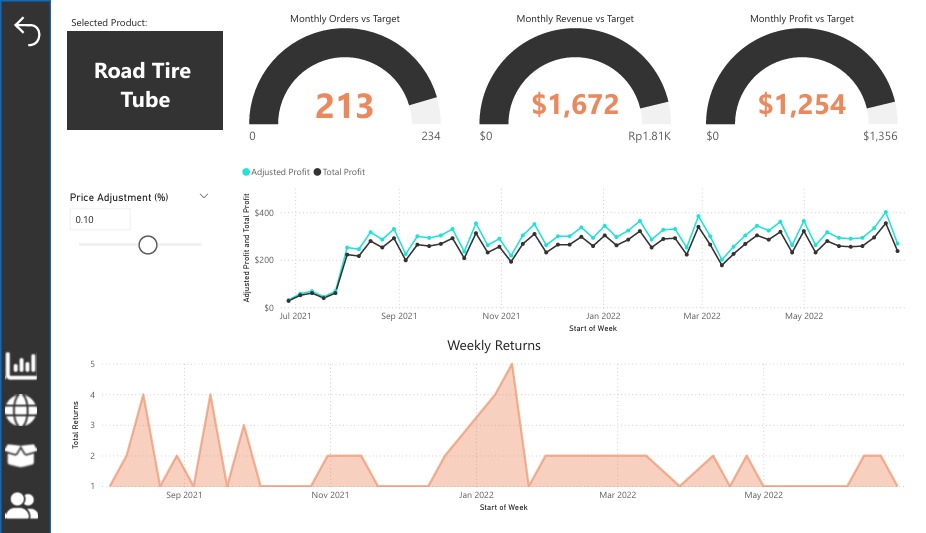 Selected Product:
Road Tire
Tube
Monthly Orders vs Target
213
0
234
Monthly Revenue vs Target
$1,672
$0
Rp1.81K
Monthly Profit vs Target
$1,254
$0
$1,356
Price Adjustment (%)
0.10
Adjusted Profit Total Profit
Adjusted Profit and Total Profit
$400
$200
$0
Jul 2021 Sep 2021 Nov 2021 Jan 2022 Mar 2022 May 2022
Start of Week
Weekly Returns
Total Returns
5
4
3
2
1
Sep 2021 Nov 2021 Jan 2022 Mar 2022 May 2022
Start of Week